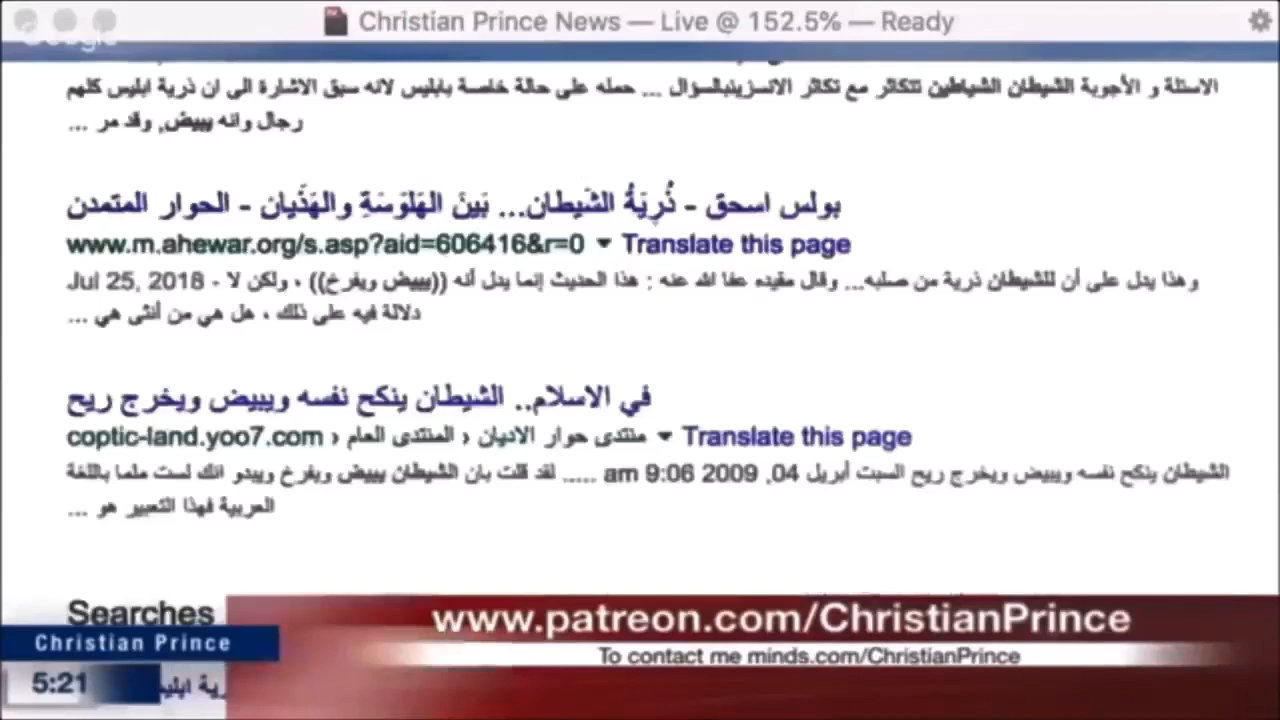 Christian Prince News — Live @ 152.5% — Ready
Google
الاسئلة و الأجوبة الشيطان الشياطين تتكاثر مع تكاثر الانسزينبالسؤال ... حمله على حالة خاصة بابليس لانه سبق الاشارة الى ان ذرية ابليس كلهم
رجال وانه يبيض, وقد مر ...
بولس اسحق - ذُرِيَّةُ الشَيطان... بَينَ الهَلوَسَةِ والهَذَّيان - الحوار المتمدن
www.m.ahewar.org/s.asp?aid=606416&r=0 ▾ Translate this page
Jul 25, 2018 - وهذا يدل على أن للشيطان ذرية من صلبه... وقال مقيده عفا الله عنه : هذا الحديث إنما يدل أنه ((يبيض ويفرخ)) ، ولكن لا
دلالة فيه على ذلك ، هل هي من أنثى هي ...
في الاسلام.. الشيطان ينكح نفسه ويبيض ويخرج ريح
coptic-land.yoo7.com › منتدى حوار الاديان › المنتدى العام ▾ Translate this page
الشيطان ينكح نفسه ويبيض ويخرج ريح السبت أبريل 04, 2009 9:06 am ..... لقد قلت بان الشيطان يبيض ويفرخ ويبدو انك لست ملما باللغة
العربية فهذا التعبير هو ...
Searches
www.patreon.com/ChristianPrince
Christian Prince
To contact me minds.com/ChristianPrince
5:21